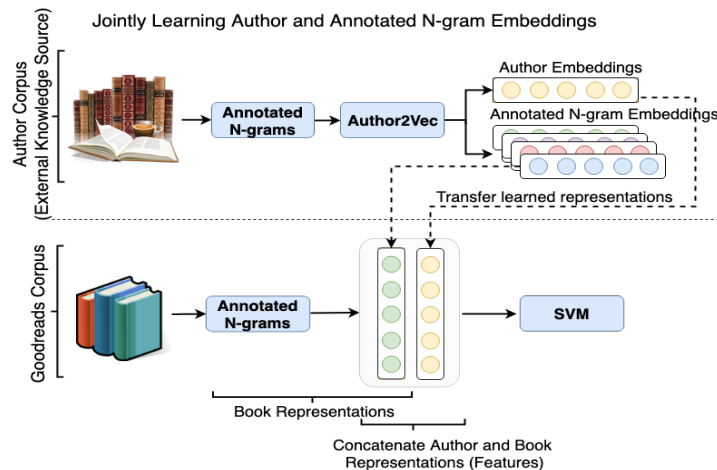 Jointly Learning Author and Annotated N-gram Embeddings
Author Corpus
(External Knowledge Source)
Annotated
N-grams
Author2Vec
Author Embeddings
Annotated N-gram Embeddings
Transfer learned representations
Goodreads Corpus
Annotated
N-grams
SVM
Book Representations
Concatenate Author and Book
Representations (Features)